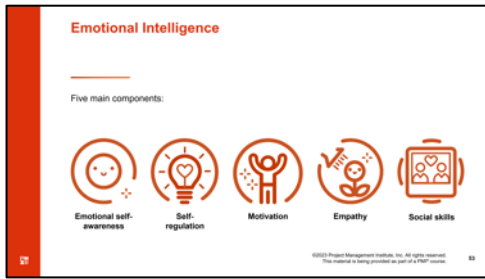 Emotional Intelligence
Five main components:
Emotional self-
awareness
Self-
regulation
Motivation
Empathy
Social skills
©2023 Project Management Institute, Inc. All rights reserved.
This material is being provided as part of a PMI® course.
53